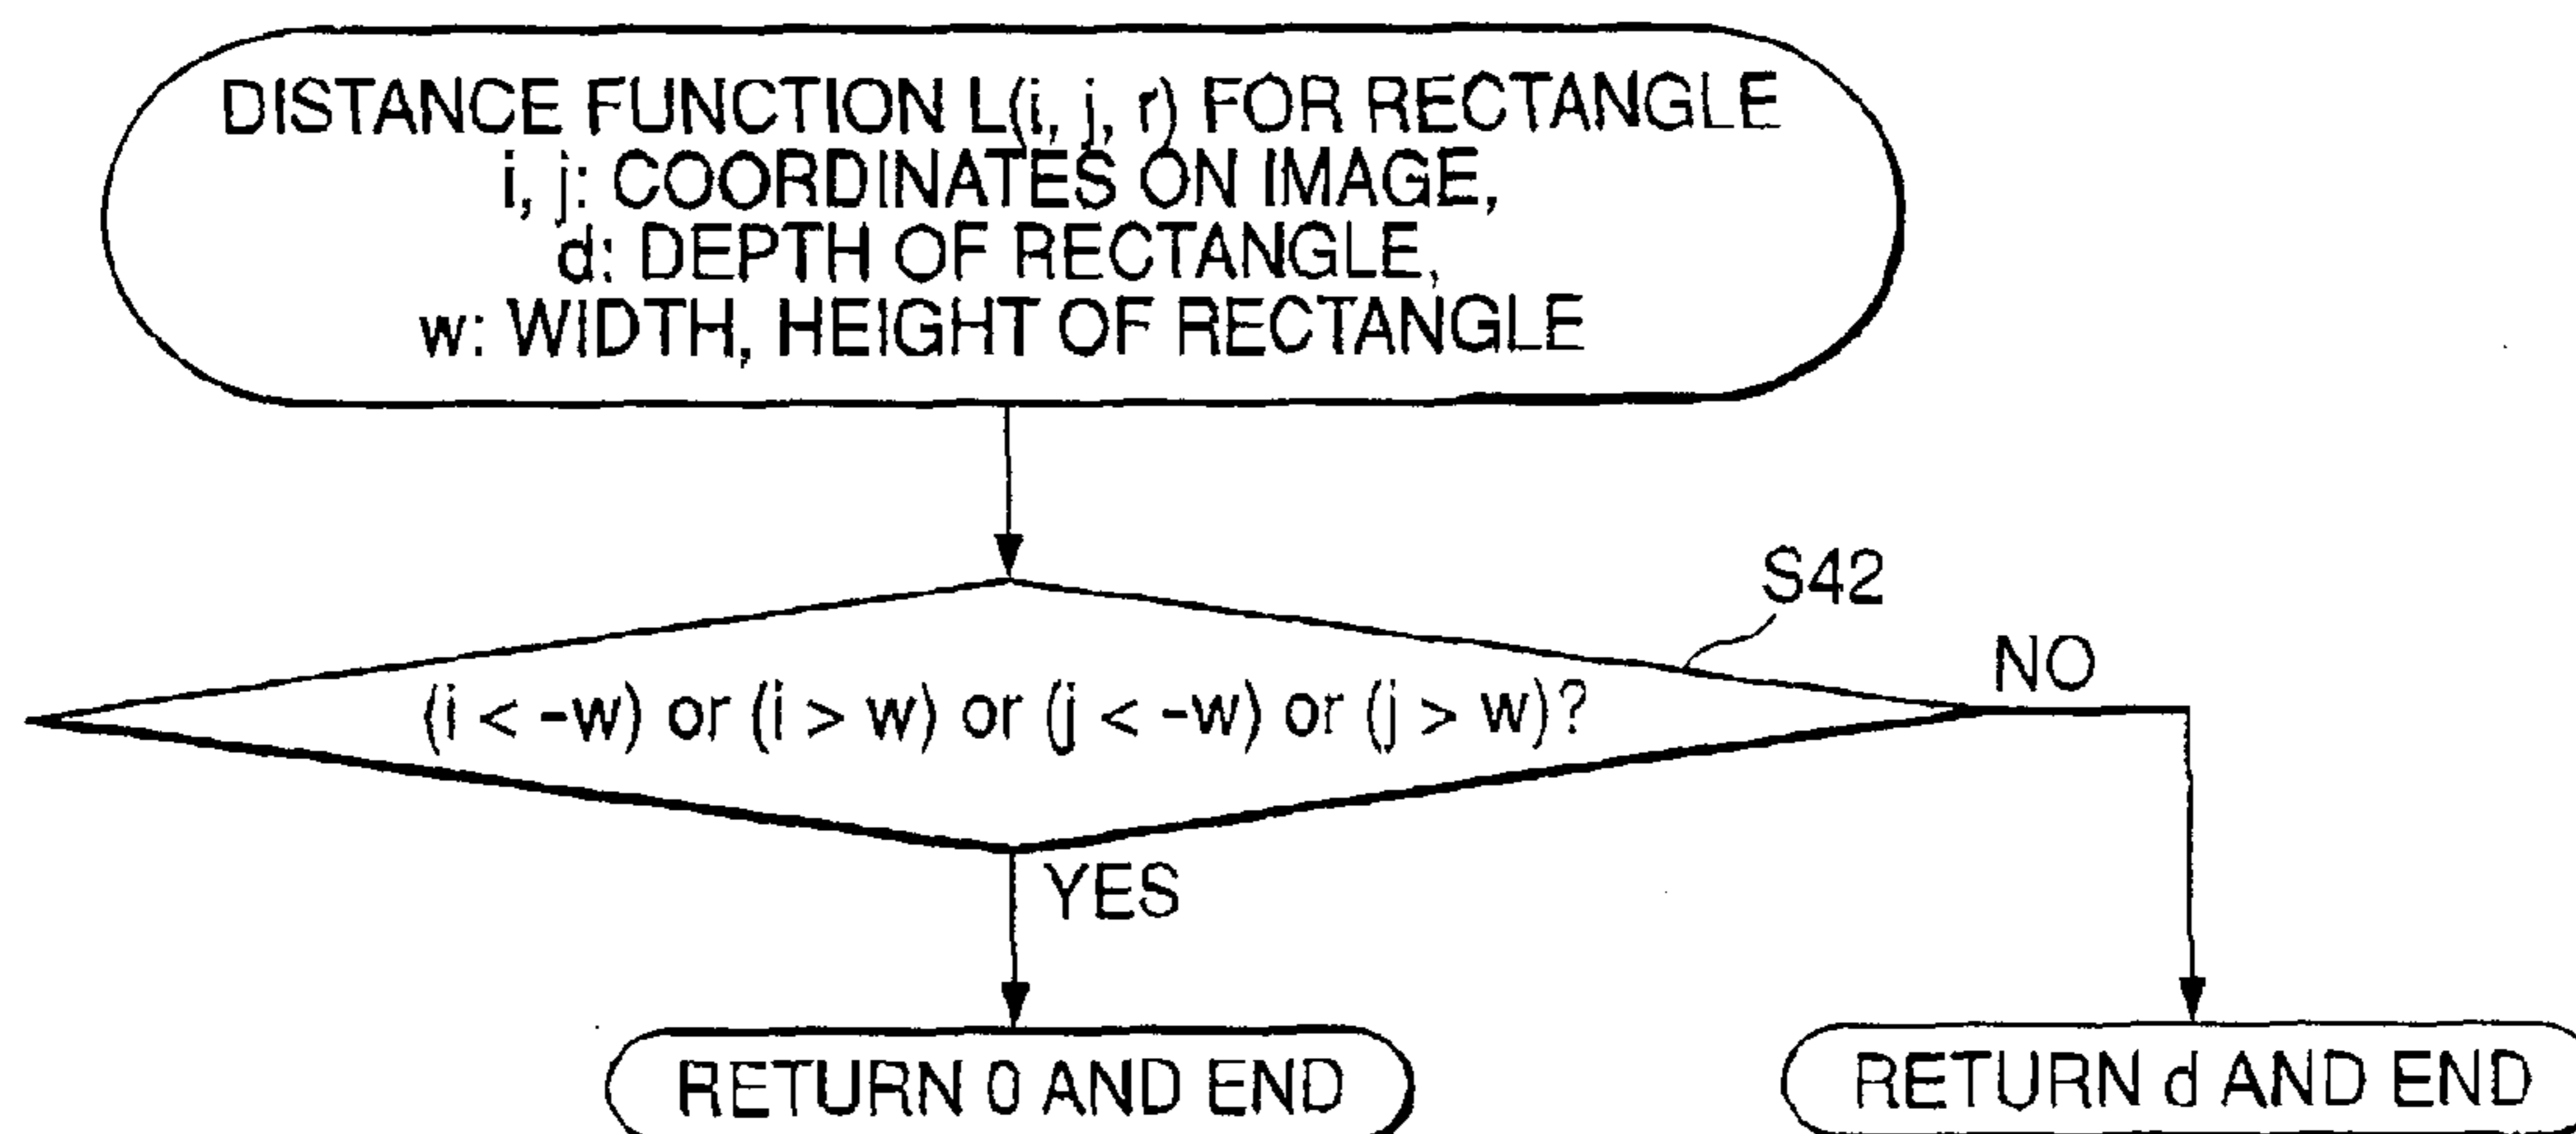 DISTANCE FUNCTION L(i, j, r) FOR RECTANGLE
i, j: COORDINATES ON IMAGE,
d: DEPTH OF RECTANGLE,
w: WIDTH, HEIGHT OF RECTANGLE
S42
NO
(i < -w) or (i > w) or (j < -w) or (j > w)?
YES
RETURN 0 AND END
RETURN d AND END